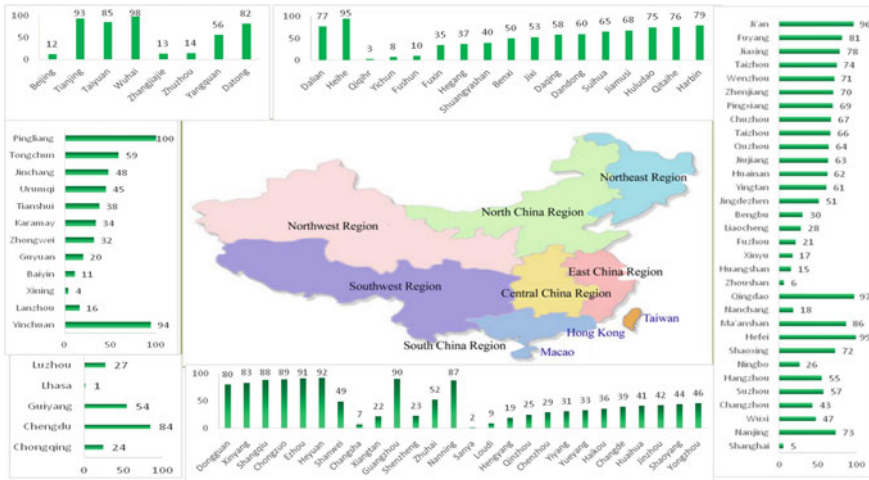 100
50
0
12 93 85 98 13 14 56 82
Beijing Tianjing Taiyuan Wuhai Zhangjiajie Zhuzhou Yangquan Datong
100
50
0
77 95 3 8 10 35 37 40 50 53 58 60 65 68 75 76 79
Dalian Heihe Qiqihr Yichun Fushun Fuxin Hegang Shuangyashan Benxi Jixi Daqing Dandong Suihua Jiamusi Huludao Qitaihe Harbin
Pingliang 100
Tongchun 59
Jinchang 48
Urumqi 45
Tianshui 38
Karamay 34
Zhongwei 32
Guyuan 20
Baiyin 11
Xining 4
Lanzhou 16
Yinchuan 94
0 50 100
Northeast Region
North China Region
Northwest Region
East China Region
Southwest Region
Central China Region
Taiwan
Hong Kong
South China Region
Macao
Luzhou 27
Lhasa 1
Guiyang 54
Chengdu 84
Chongqing 24
0 50 100
100
50
0
80 83 88 89 91 92 49 7 22 90 23 52 87 2 9 19 25 29 31 33 36 39 41 42 44 46
Dongguan Xinyang Shangqiu Chongzuo Ezhou Heyuan Shanwei Changsha Xiangtan Guangzhou Shenzheng Zhuhai Nanning Sanya Loudi Hengyang Qinzhou Chenzhou Yiyang Yueyang Haikou Changde Huaihua Jinzhou Shaoyang Yongzhou
Ji'an 96
Fuyang 81
Jiaxing 78
Taizhou 74
Wenzhou 71
Zhenjiang 70
Pingxiang 69
Chuzhou 67
Taizhou 66
Quzhou 64
Jiujiang 63
Huainan 62
Yingtan 61
Jingdezhen 51
Bengbu 30
Liaocheng 28
Fuzhou 21
Xinyu 17
Huangshan 15
Zhoushan 6
Qingdao 97
Nanchang 18
Ma'anshan 86
Hefei 99
Shaoxing 72
Ningbo 26
Hangzhou 55
Suzhou 57
Changzhou 43
Wuxi 47
Nanjing 73
Shanghai 5
0 50 100